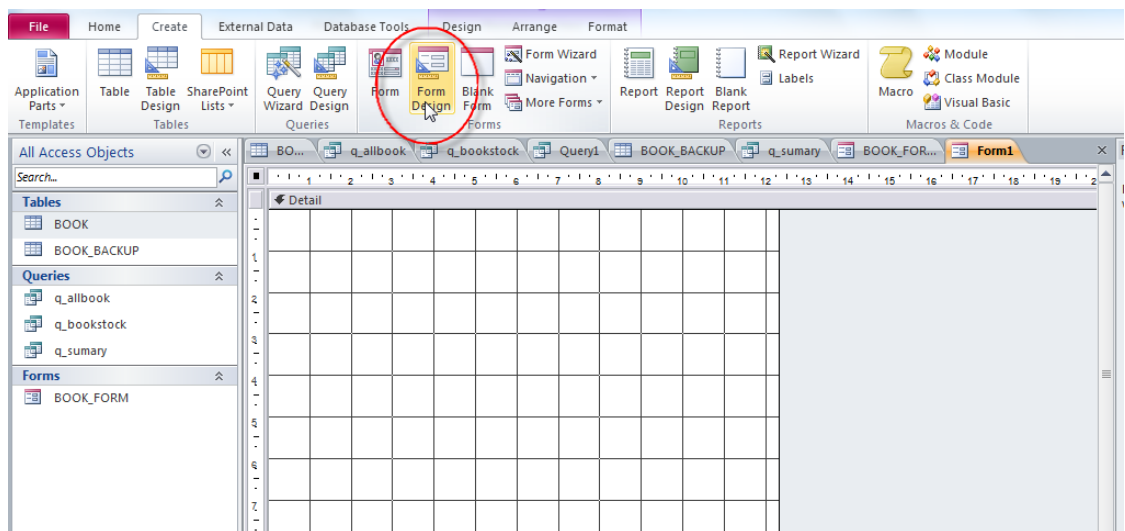 File Home Create External Data Database Tools Design Arrange Format
Application Parts Table Table Design SharePoint Lists Query Wizard Query Design Form Form Design Blank Form Form Wizard Navigation More Forms Report Report Design Blank Report Report Wizard Labels Macro Module Class Module Visual Basic
Templates Tables Queries Forms Reports Macros & Code
All Access Objects BO... q_allbook q_bookstock Query1 BOOK_BACKUP q_sumary BOOK_FOR... Form1
Search...
1 2 3 4 5 6 7 8 9 10 11 12 13 14 15 16 17 18 19 2
Tables
Detail
BOOK
BOOK_BACKUP
1
Queries
q_allbook
2
q_bookstock
3
q_sumary
Forms
4
BOOK_FORM
5
6
7